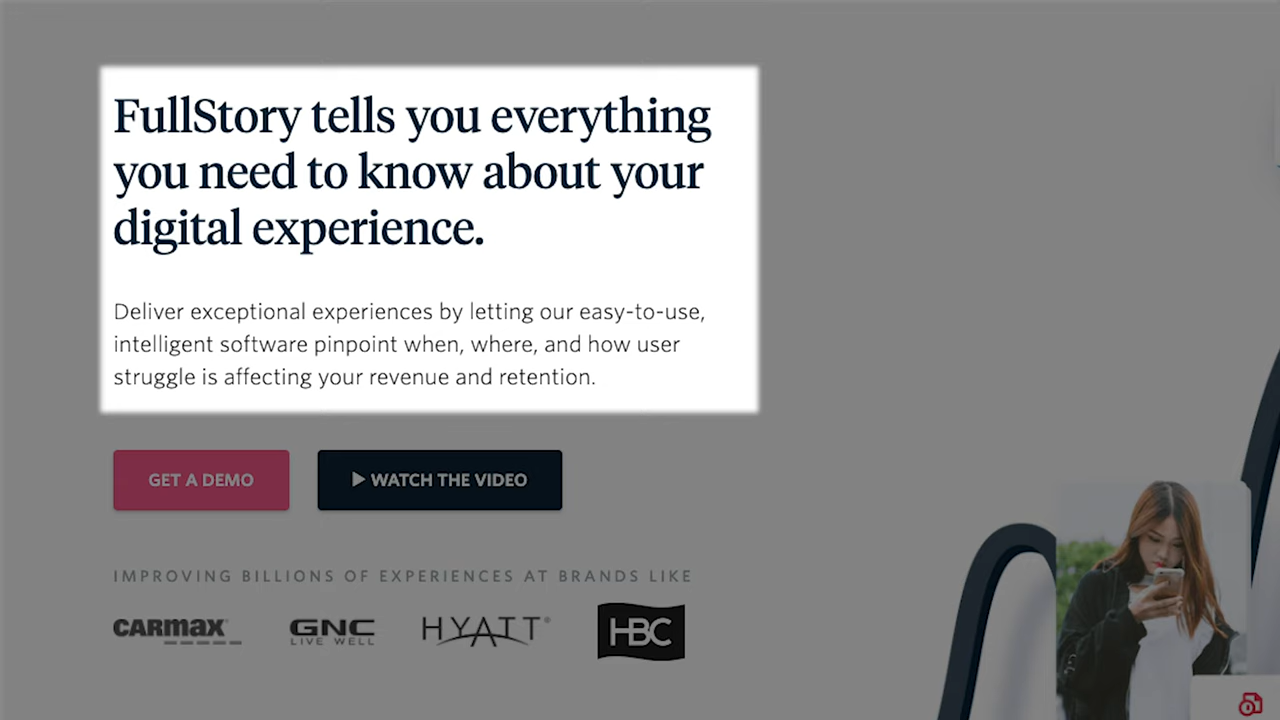 FullStory tells you everything
you need to know about your
digital experience.
Deliver exceptional experiences by letting our easy-to-use,
intelligent software pinpoint when, where, and how user
struggle is affecting your revenue and retention.
GET A DEMO
WATCH THE VIDEO
IMPROVING BILLIONS OF EXPERIENCES AT BRANDS LIKE
CARMAX
GNC
LIVE WELL
HYATT®
HBC